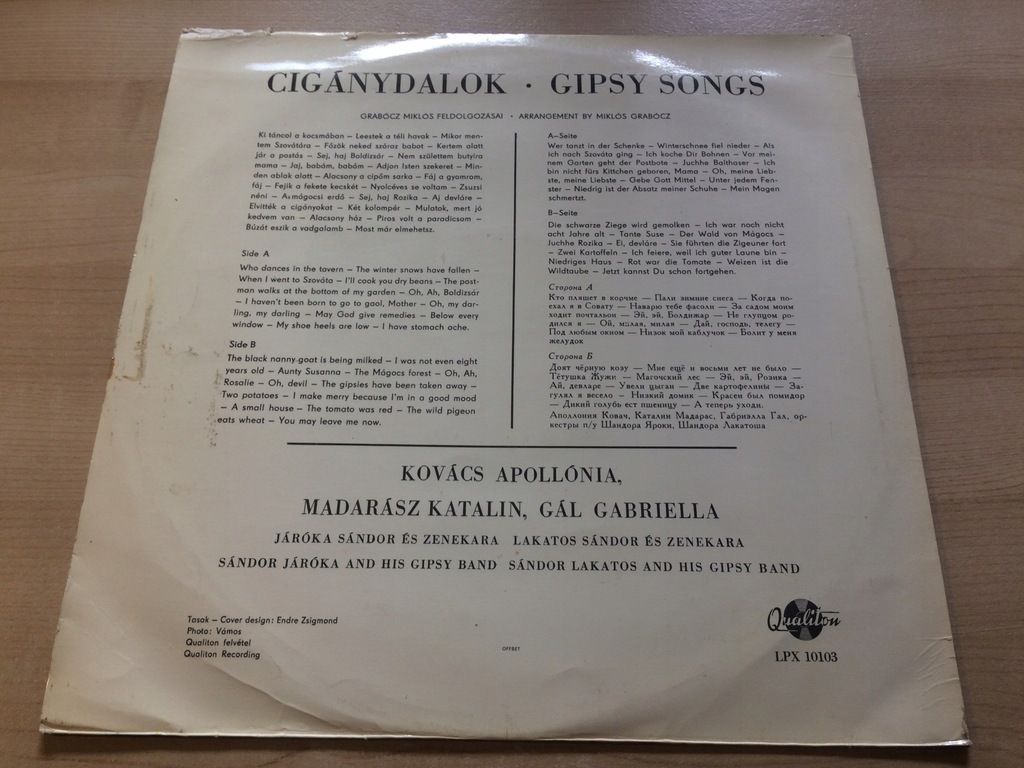 CIGÁNYDALOK · GIPSY SONGS
GRABÓCZ MIKLÓS FELDOLGOZÁSAI · ARRANGEMENT BY MIKLÓS GRABÓCZ
Ki táncol a kocsmában – Leestek a téli havak – Mikor men-
tem Szovátára – Főzök neked száraz babot – Kertem alatt
jár a postás – Sej, haj Boldizsár – Nem születtem butyira
mama – Jaj, babám, babám – Adjon Isten szekeret – Min-
den ablak alatt – Alacsony a cipőm sarka – Fáj a gyomrom,
fáj – Fejik a fekete kecskét – Nyolcéves se voltam – Zsuzsi
néni – A mágocsi erdő – Sej, haj Rozika – Aj devláre –
Elvitték a cigányokat – Két kolompér – Mulatok, mert jó
kedvem van – Alacsony ház – Piros volt a paradicsom –
Búzát eszik a vadgalamb – Most már elmehetsz.
Side A
Who dances in the tavern – The winter snows have fallen –
When I went to Szováta – I'll cook you dry beans – The post-
man walks at the bottom of my garden – Oh, Ah, Boldizsár
– I haven't been born to go to gaol, Mother – Oh, my dar-
ling, my darling – May God give remedies – Below every
window – My shoe heels are low – I have stomach ache.
Side B
The black nanny-goat is being milked – I was not even eight
years old – Aunty Susanna – The Mágocs forest – Oh, Ah,
Rosalie – Oh, devil – The gipsies have been taken away –
Two potatoes – I make merry because I'm in a good mood
– A small house – The tomato was red – The wild pigeon
eats wheat – You may leave me now.
A–Seite
Wer tanzt in der Schenke – Winterschnee fiel nieder – Als
ich nach Szováta ging – Ich koche Dir Bohnen – Vor mei-
nem Garten geht der Postbote – Juchhe Balthaser – Ich
bin nicht fürs Kittchen geboren, Mama – Oh, meine Lieb-
ste, meine Liebste – Gebe Gott Mittel – Unter jedem Fen-
ster – Niedrig ist der Absatz meiner Schuhe – Mein Magen
schmertzt.
B–Seite
Die schwarze Ziege wird gemolken – Ich war noch nicht
acht Jahre alt – Tante Suse – Der Wald von Mágocs –
Juchhe Rozika – Ei, devláre – Sie führten die Zigeuner fort
– Zwei Kartoffeln – Ich feiere, weil ich guter Laune bin –
Niedriges Haus – Rot war die Tomate – Weizen ist die
Wildtaube – Jetzt kannst Du schon fortgehen.
Сторона А
Кто пляшет в корчме — Пали зимние снега — Когда по-
ехал я в Совату — Наварю тебе фасоли — За садом моим
ходит почтальон — Эй, эй, Болдижар — Не глупцом ро-
дился я — Ой, милая, милая — Дай, господь, телегу —
Под любым окном — Низок мой каблучок — Болит у меня
желудок
Сторона Б
Доят чёрную козу — Мне ещё и восьми лет не было —
Тётушка Жужи — Магочский лес — Эй, эй, Розика —
Ай, девларе — Увели цыган — Две картофелины — За-
гулял я весело — Низкий домик — Красен был помидор
— Дикий голубь ест пшеницу — А теперь уходи.
Аполлония Ковач, Каталин Мадарас, Габриэлла Гал, ор-
кестры п/у Шандора Яроки, Шандора Лакатоша
KOVÁCS APOLLÓNIA,
MADARÁSZ KATALIN, GÁL GABRIELLA
JÁRÓKA SÁNDOR ÉS ZENEKARA LAKATOS SÁNDOR ÉS ZENEKARA
SÁNDOR JÁRÓKA AND HIS GIPSY BAND SÁNDOR LAKATOS AND HIS GIPSY BAND
Tasak – Cover design: Endre Zsigmond
Photo: Vámos
Qualiton felvétel
Qualiton Recording
OFFSET
Qualiton
LPX 10103